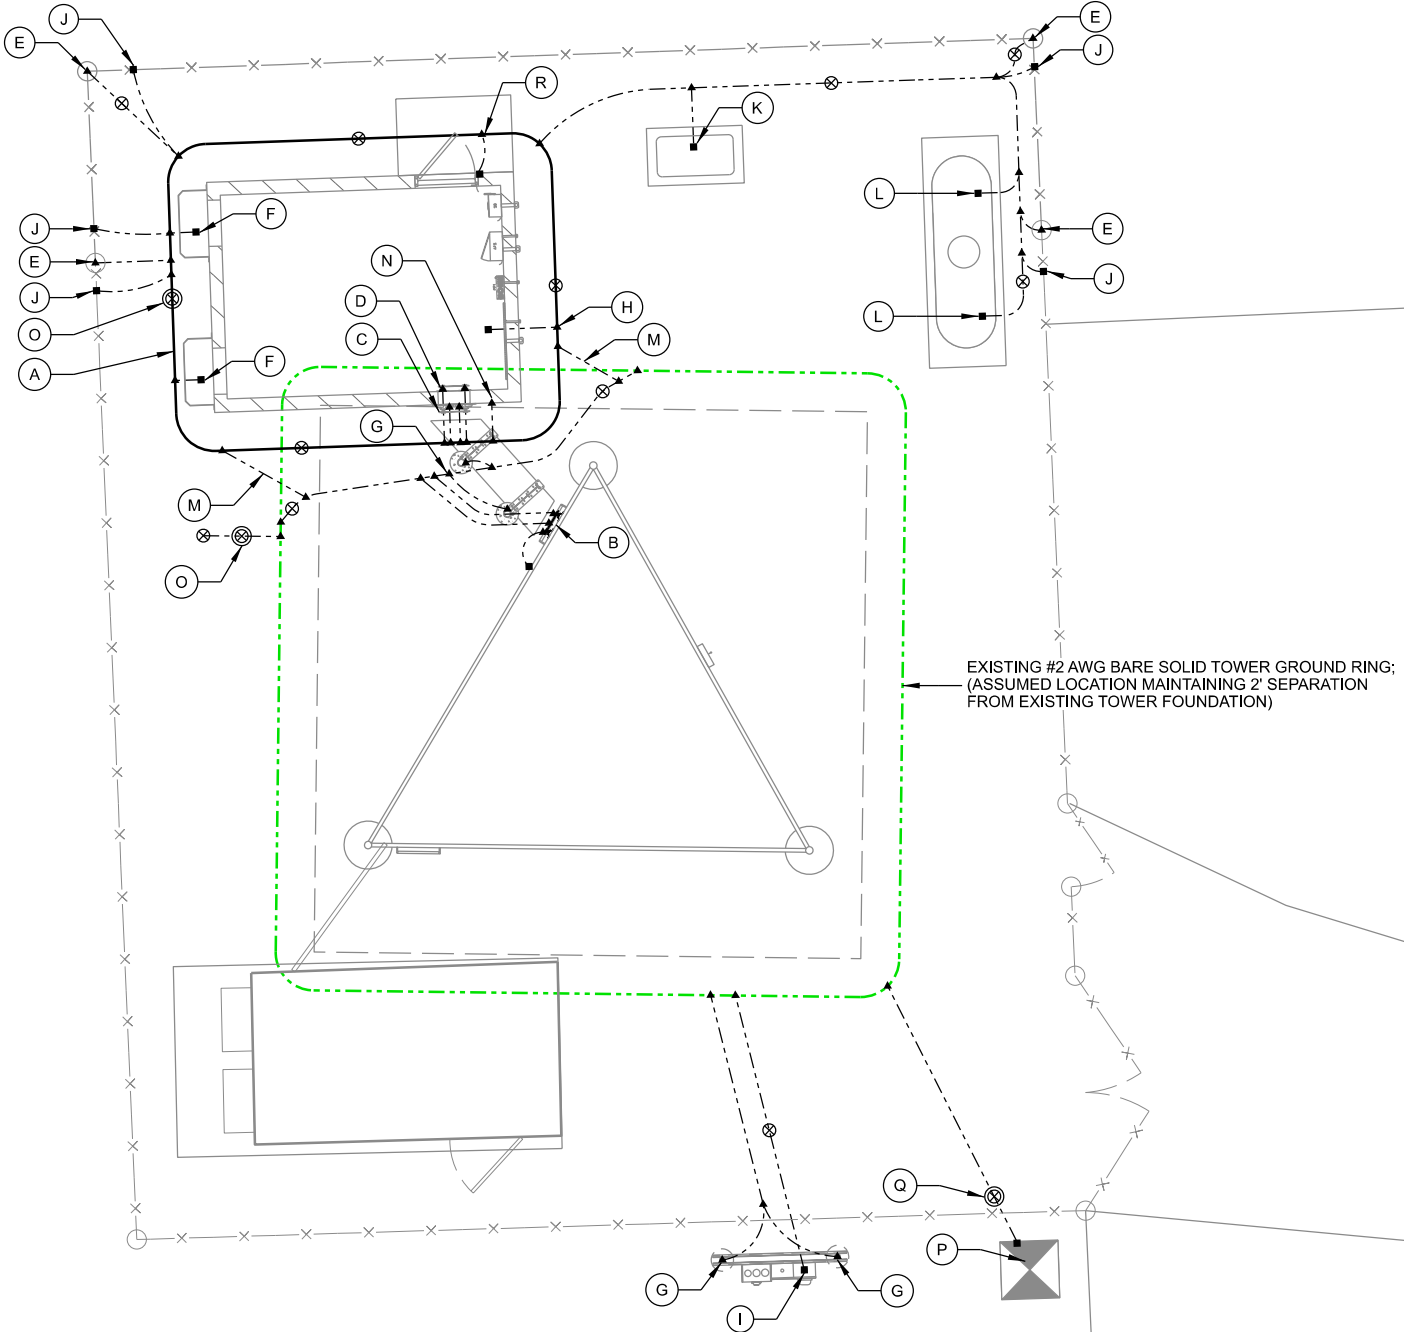 J
E
E
J
R
K
L
F
J
E
N
E
J
J
D
H
L
O
C
M
A
F
G
M
B
O
EXISTING #2 AWG BARE SOLID TOWER GROUND RING;
(ASSUMED LOCATION MAINTAINING 2' SEPARATION
FROM EXISTING TOWER FOUNDATION)
Q
P
G
G
I